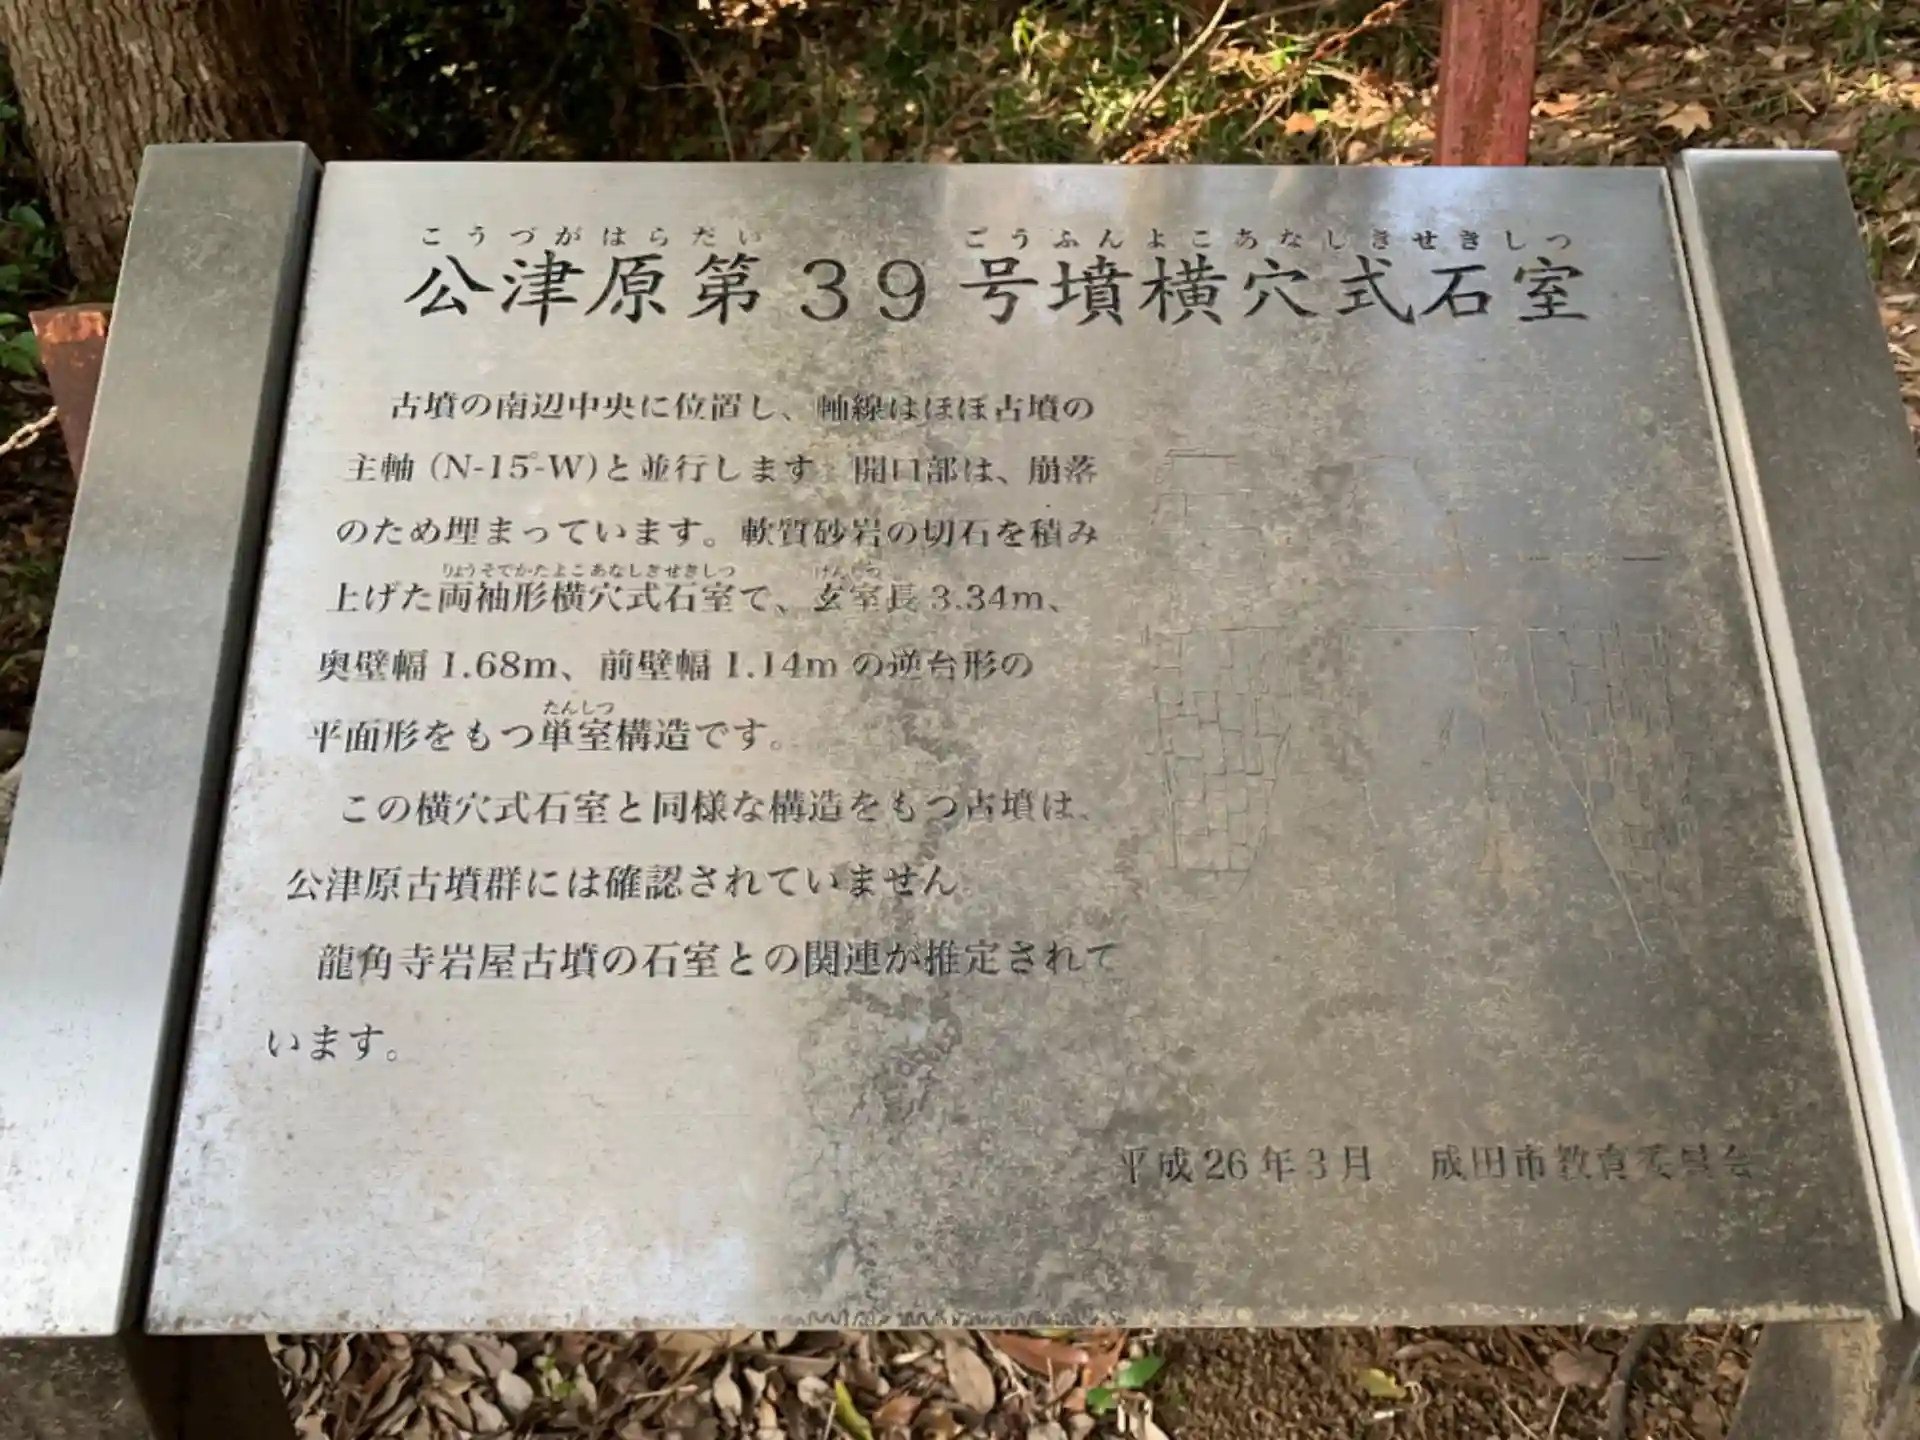 こうづがはらだい　ごうふんよこあなしきせきしつ
公津原第３９号墳横穴式石室
古墳の南辺中央に位置し、軸線はほぼ古墳の
主軸(N-15°-W)と並行します。開口部は、崩落
のため埋まっています。軟質砂岩の切石を積み
りょうそでかたよこあなしきせきしつ　げんしつ
上げた両袖形横穴式石室で、玄室長3.34m、
奥壁幅1.68m、前壁幅1.14mの逆台形の
たんしつ
平面形をもつ単室構造です。
この横穴式石室と同様な構造をもつ古墳は、
公津原古墳群には確認されていません
龍角寺岩屋古墳の石室との関連が推定されて
います。
平成26年3月　成田市教育委員会